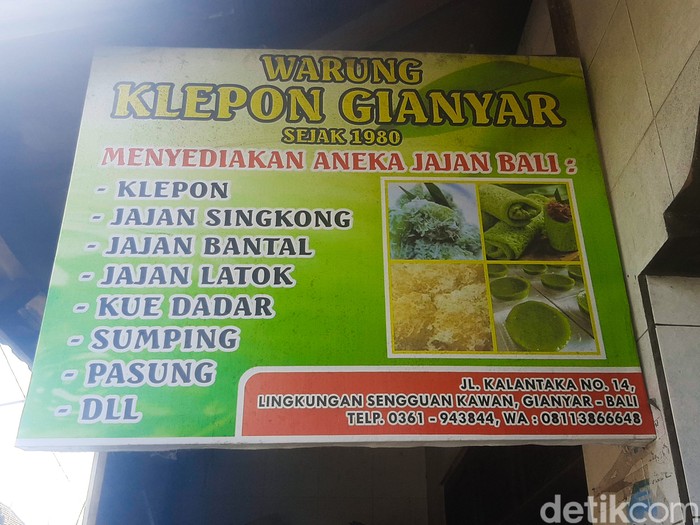 WARUNG
KLEPON GIANYAR
SEJAK 1980
MENYEDIAKAN ANEKA JAJAN BALI :
- KLEPON
- JAJAN SINGKONG
- JAJAN BANTAL
- JAJAN LATOK
- KUE DADAR
- SUMPING
- PASUNG
- DLL
JL. KALANTAKA NO. 14,
LINGKUNGAN SENGGUAN KAWAN, GIANYAR - BALI
TELP. 0361 - 943844, WA : 08113866648
detikcom